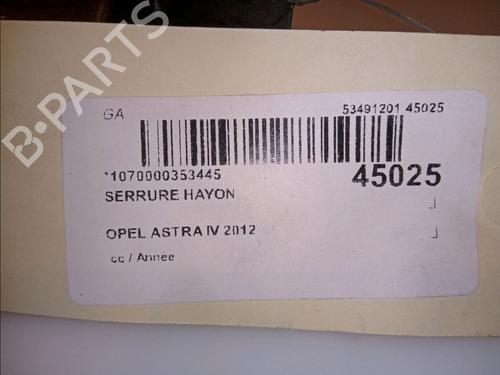 B-PARTS
GA
53491201 45025
*1070000353445
45025
SERRURE HAYON
OPEL ASTRA IV 2012
cc / Année